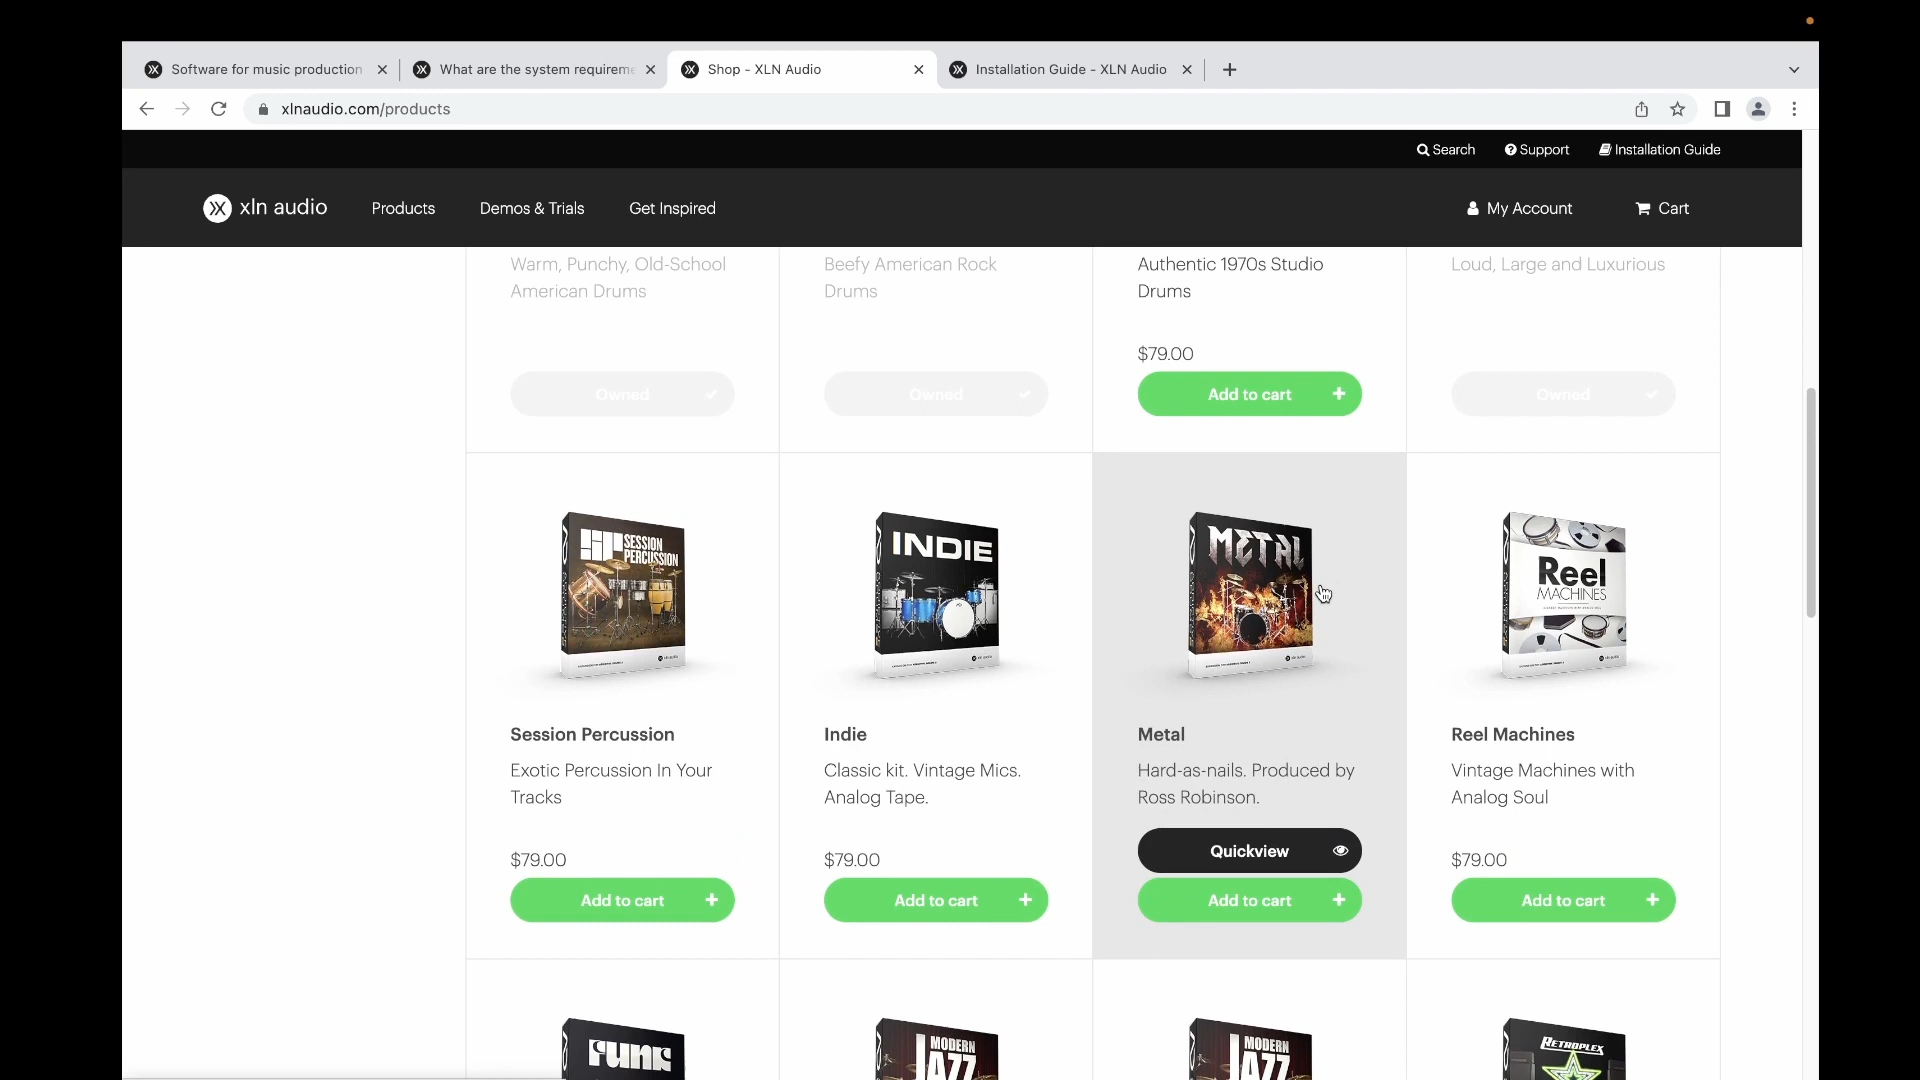 Software for music production
What are the system requireme
Shop - XLN Audio
Installation Guide - XLN Audio
xlnaudio.com/products
Search
Support
Installation Guide
xln audio
Products
Demos & Trials
Get Inspired
My Account
Cart
Warm, Punchy, Old-School
American Drums
Owned
Beefy American Rock
Drums
Owned
Authentic 1970s Studio
Drums
$79.00
Add to cart
Loud, Large and Luxurious
Owned
SESSION
PERCUSSION
Session Percussion
Exotic Percussion In Your
Tracks
$79.00
Add to cart
INDIE
Indie
Classic kit. Vintage Mics.
Analog Tape.
$79.00
Add to cart
METAL
Metal
Hard-as-nails. Produced by
Ross Robinson.
Quickview
Add to cart
Reel
MACHINES
Reel Machines
Vintage Machines with
Analog Soul
$79.00
Add to cart
FUNK
MODERN
JAZZ
MODERN
JAZZ
RETROPLEX